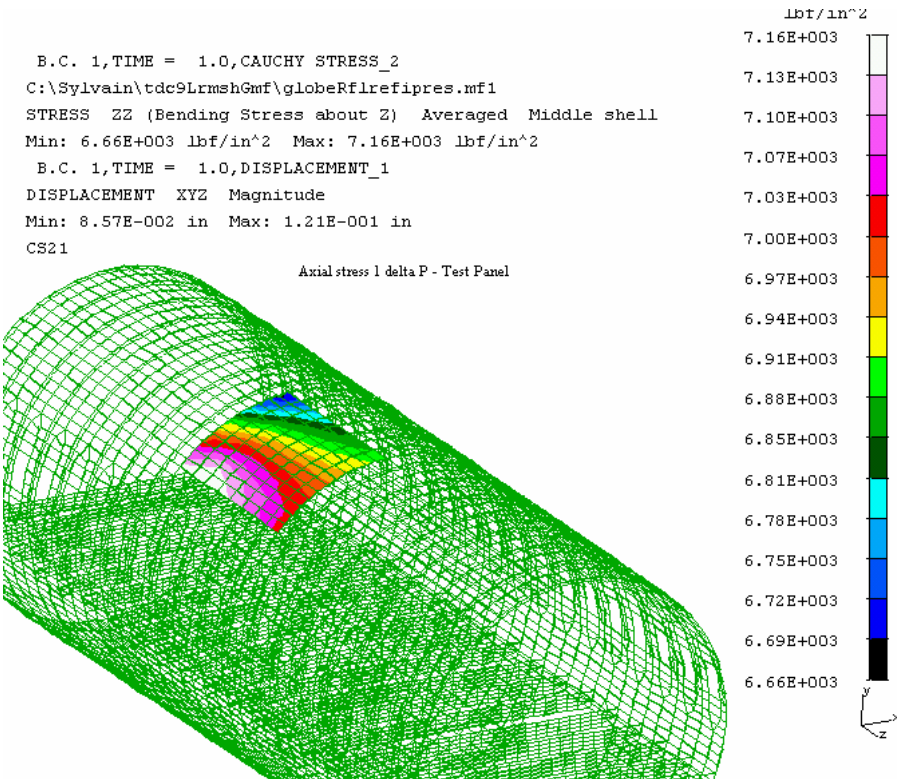 lbf/in^2
B.C. 1,TIME = 1.0,CAUCHY STRESS_2
C:\Sylvain\tdc9LrmshGmf\globeRflrefipres.mf1
STRESS ZZ (Bending Stress about Z) Averaged Middle shell
Min: 6.66E+003 lbf/in^2 Max: 7.16E+003 lbf/in^2
B.C. 1,TIME = 1.0,DISPLACEMENT_1
DISPLACEMENT XYZ Magnitude
Min: 8.57E-002 in Max: 1.21E-001 in
CS21
Axial stress 1 delta P - Test Panel
7.16E+003
7.13E+003
7.10E+003
7.07E+003
7.03E+003
7.00E+003
6.97E+003
6.94E+003
6.91E+003
6.88E+003
6.85E+003
6.81E+003
6.78E+003
6.75E+003
6.72E+003
6.69E+003
6.66E+003
y
z